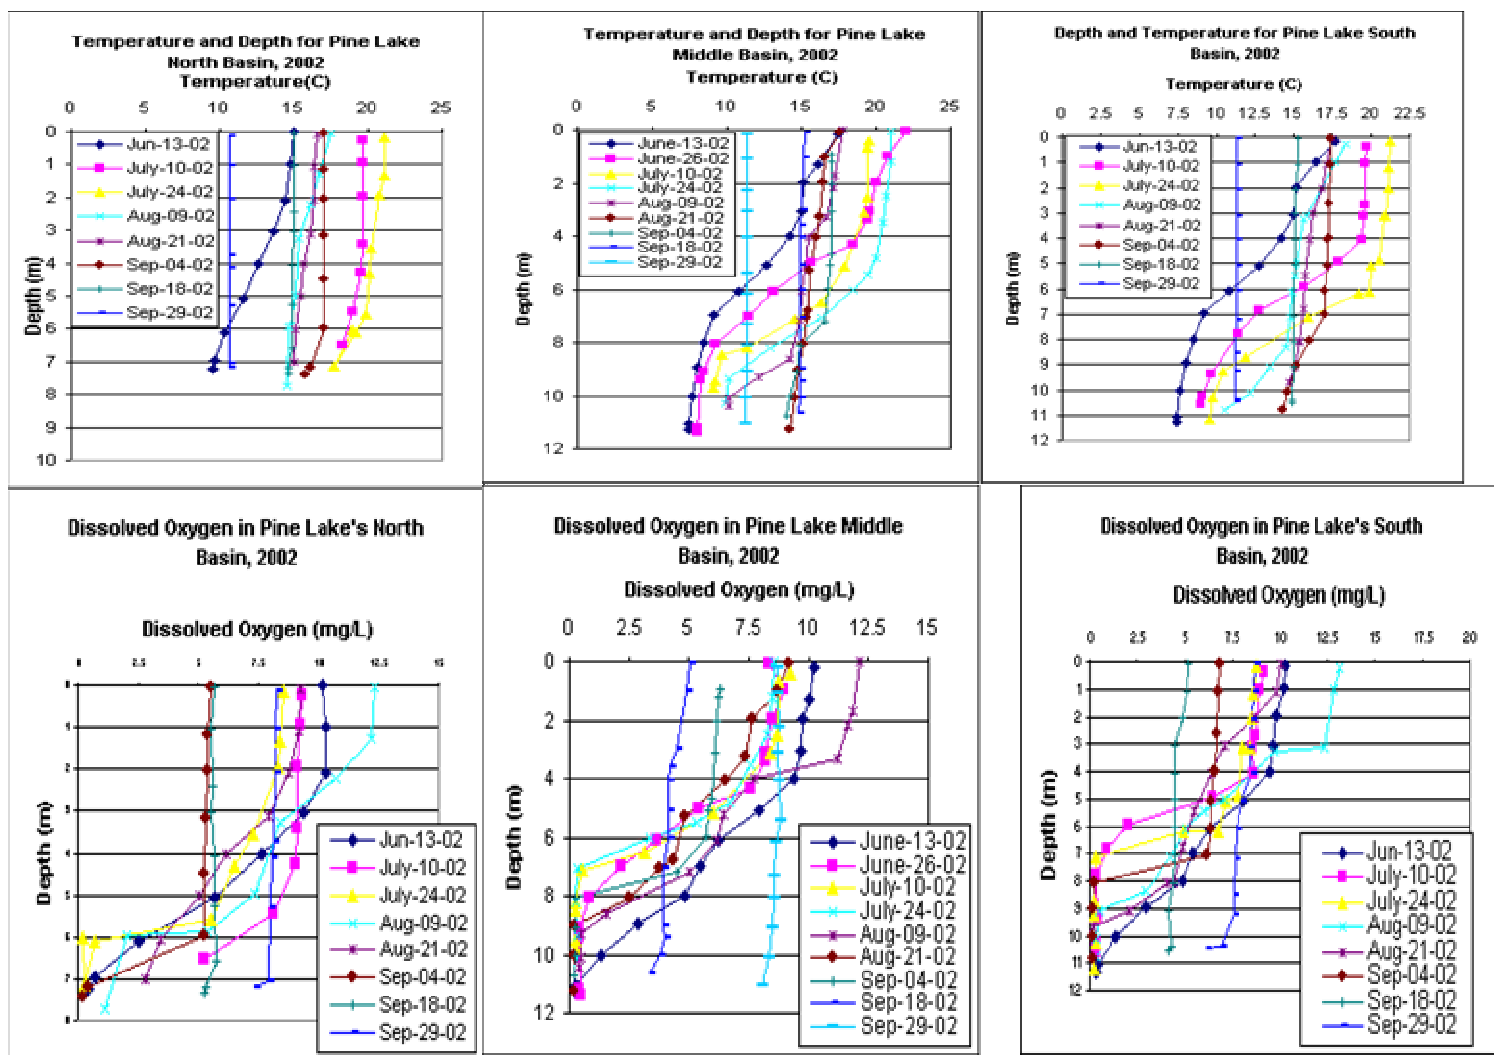 Temperature and Depth for Pine Lake
North Basin, 2002
Temperature(C)
0 5 10 15 20 25
Depth (m)
0
1
2
3
4
5
6
7
8
9
10
Jun-13-02
July-10-02
July-24-02
Aug-09-02
Aug-21-02
Sep-04-02
Sep-18-02
Sep-29-02
Temperature and Depth for Pine Lake
Middle Basin, 2002
Temperature (C)
0 5 10 15 20 25
Depth (m)
0
2
4
6
8
10
12
June-13-02
June-26-02
July-10-02
July-24-02
Aug-09-02
Aug-21-02
Sep-04-02
Sep-18-02
Sep-29-02
Depth and Temperature for Pine Lake South
Basin, 2002
Temperature (C)
0 2.5 5 7.5 10 12.5 15 17.5 20 22.5
Depth (m)
0
1
2
3
4
5
6
7
8
9
10
11
12
Jun-13-02
July-10-02
July-24-02
Aug-09-02
Aug-21-02
Sep-04-02
Sep-18-02
Sep-29-02
Dissolved Oxygen in Pine Lake's North
Basin, 2002
Dissolved Oxygen (mg/L)
0 2.5 5 7.5 10 12.5 15
Depth (m)
Jun-13-02
July-10-02
July-24-02
Aug-09-02
Aug-21-02
Sep-04-02
Sep-18-02
Sep-29-02
Dissolved Oxygen in Pine Lake Middle
Basin, 2002
Dissolved Oxygen (mg/L)
0 2.5 5 7.5 10 12.5 15
Depth (m)
0
2
4
6
8
10
12
June-13-02
June-26-02
July-10-02
July-24-02
Aug-09-02
Aug-21-02
Sep-04-02
Sep-18-02
Sep-29-02
Dissolved Oxygen in Pine Lake's South
Basin, 2002
Dissolved Oxygen (mg/L)
0 2.5 5 7.5 10 12.5 15 17.5 20
Depth (m)
0
1
2
3
4
5
6
7
8
9
10
11
12
Jun-13-02
July-10-02
July-24-02
Aug-09-02
Aug-21-02
Sep-04-02
Sep-18-02
Sep-29-02